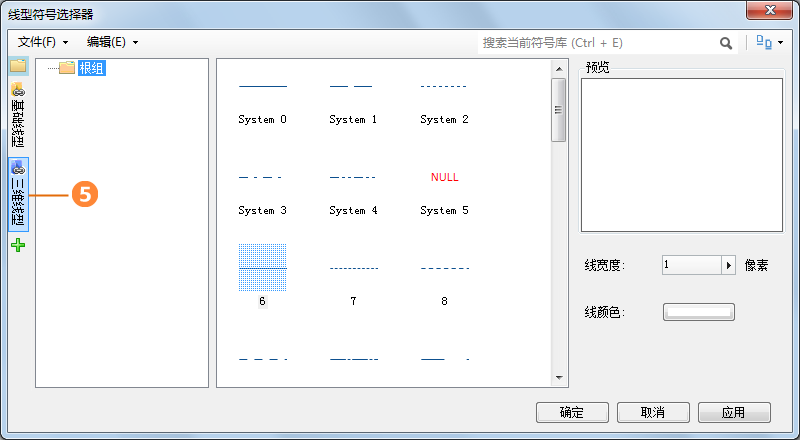 线型符号选择器
文件(F)
编辑(E)
搜索当前符号库 (Ctrl + E)
基础线型
三维线型
5
根组
System 0
System 1
System 2
System 3
System 4
NULL
System 5
6
7
8
预览
线宽度:
1
像素
线颜色:
确定
取消
应用